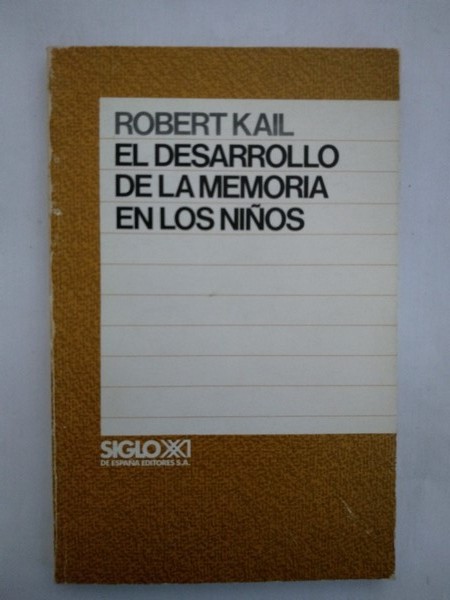 ROBERT KAIL
EL DESARROLLO
DE LA MEMORIA
EN LOS NIÑOS
SIGLO XXI
DE ESPAÑA EDITORES S.A.